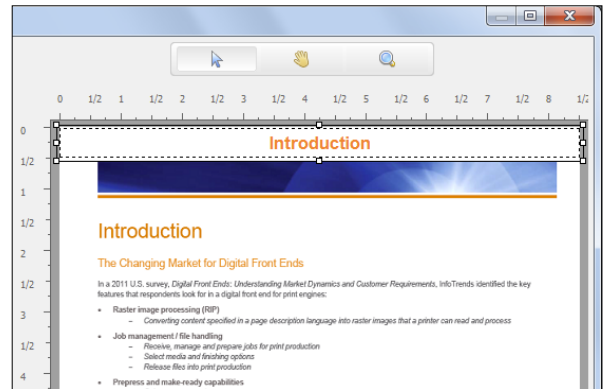 0 1/2 1 1/2 2 1/2 3 1/2 4 1/2 5 1/2 6 1/2 7 1/2 8 1/2
0
1/2
1
1/2
2
1/2
3
1/2
4
Introduction
Introduction
The Changing Market for Digital Front Ends
In a 2011 U.S. survey, Digital Front Ends: Understanding Market Dynamics and Customer Requirements, InfoTrends identified the key
features that respondents look for in a digital front end for print engines:
• Raster image processing (RIP)
– Converting content specified in a page description language into raster images that a printer can read and process
• Job management / file handling
– Receive, manage and prepare jobs for print production
– Select media and finishing options
– Release files into print production
• Prepress and make-ready capabilities